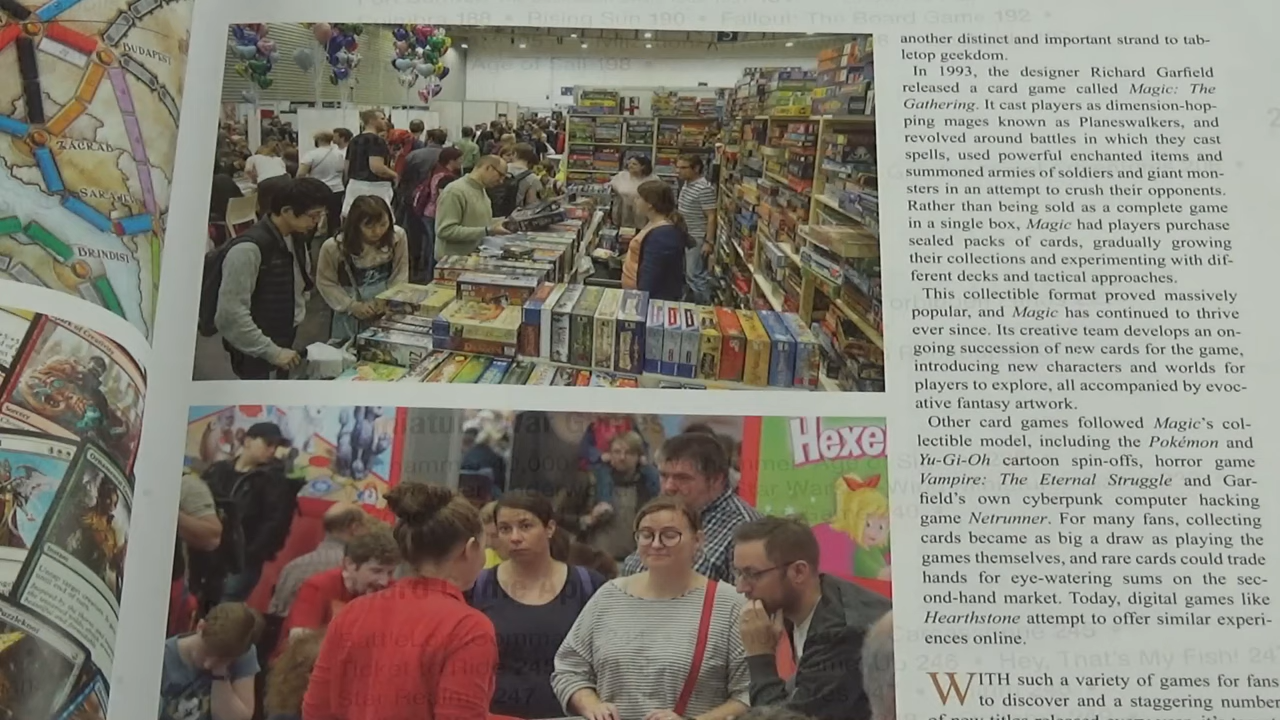 BUDAPEST
ZAGRAB
SARAJEVO
BRINDISI
Sorcery
Hexe
another distinct and important strand to tab-
letop geekdom.
In 1993, the designer Richard Garfield
released a card game called Magic: The
Gathering. It cast players as dimension-hop-
ping mages known as Planeswalkers, and
revolved around battles in which they cast
spells, used powerful enchanted items and
summoned armies of soldiers and giant mon-
sters in an attempt to crush their opponents.
Rather than being sold as a complete game
in a single box, Magic had players purchase
sealed packs of cards, gradually growing
their collections and experimenting with dif-
ferent decks and tactical approaches.
This collectible format proved massively
popular, and Magic has continued to thrive
ever since. Its creative team develops an on-
going succession of new cards for the game,
introducing new characters and worlds for
players to explore, all accompanied by evoc-
ative fantasy artwork.
Other card games followed Magic's col-
lectible model, including the Pokémon and
Yu-Gi-Oh cartoon spin-offs, horror game
Vampire: The Eternal Struggle and Gar-
field's own cyberpunk computer hacking
game Netrunner. For many fans, collecting
cards became as big a draw as playing the
games themselves, and rare cards could trade
hands for eye-watering sums on the sec-
ond-hand market. Today, digital games like
Hearthstone attempt to offer similar experi-
ences online.
WITH such a variety of games for fans
to discover and a staggering number